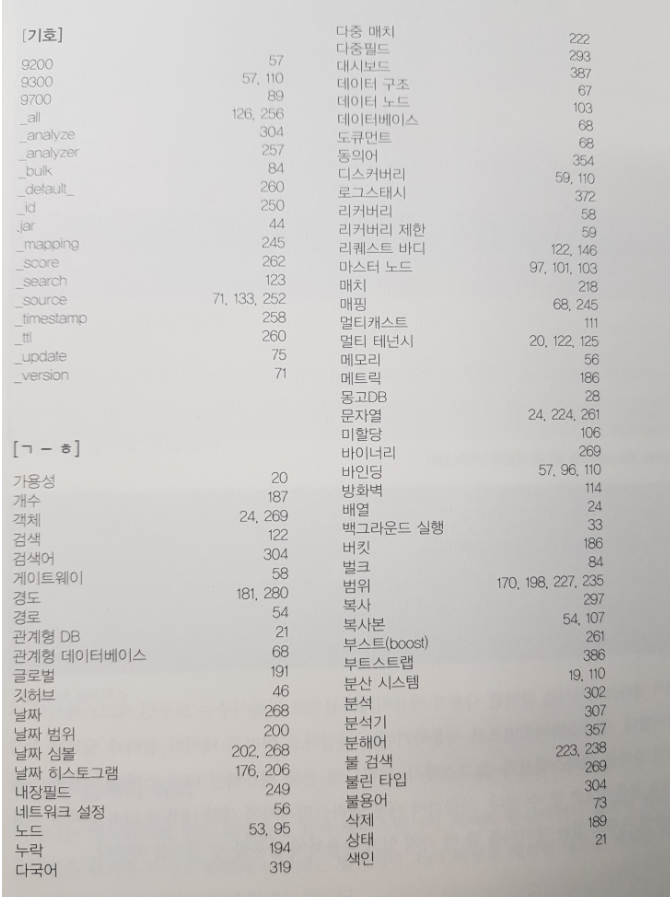 [기호]
9200 57
9300 57, 110
9700 89
_all 126, 256
_analyze 304
_analyzer 257
_bulk 84
_default_ 260
_id 250
.jar 44
_mapping 245
_score 262
_search 123
_source 71, 133, 252
_timestamp 258
_ttl 260
_update 75
_version 71
[ㄱ – ㅎ]
가용성 20
개수 187
객체 24, 269
검색 122
검색어 304
게이트웨이 58
경도 181, 280
경로 54
관계형 DB 21
관계형 데이터베이스 68
글로벌 191
깃허브 46
날짜 268
날짜 범위 200
날짜 심볼 202, 268
날짜 히스토그램 176, 206
내장필드 249
네트워크 설정 56
노드 53, 95
누락 194
다국어 319
다중 매치 222
다중필드 293
대시보드 387
데이터 구조 67
데이터 노드 103
데이터베이스 68
도큐먼트 68
동의어 354
디스커버리 59, 110
로그스태시 372
리커버리 58
리커버리 제한 59
리퀘스트 바디 122, 146
마스터 노드 97, 101, 103
매치 218
매핑 68, 245
멀티캐스트 111
멀티 테넌시 20, 122, 125
메모리 56
메트릭 186
몽고DB 28
문자열 24, 224, 261
미할당 106
바이너리 269
바인딩 57, 96, 110
방화벽 114
배열 24
백그라운드 실행 33
버킷 186
벌크 84
범위 170, 198, 227, 235
복사 297
복사본 54, 107
부스트(boost) 261
부트스트랩 386
분산 시스템 19, 110
분석 302
분석기 307
분해어 357
불 검색 223, 238
불린 타입 269
불용어 304
삭제 73
상태 189
색인 21